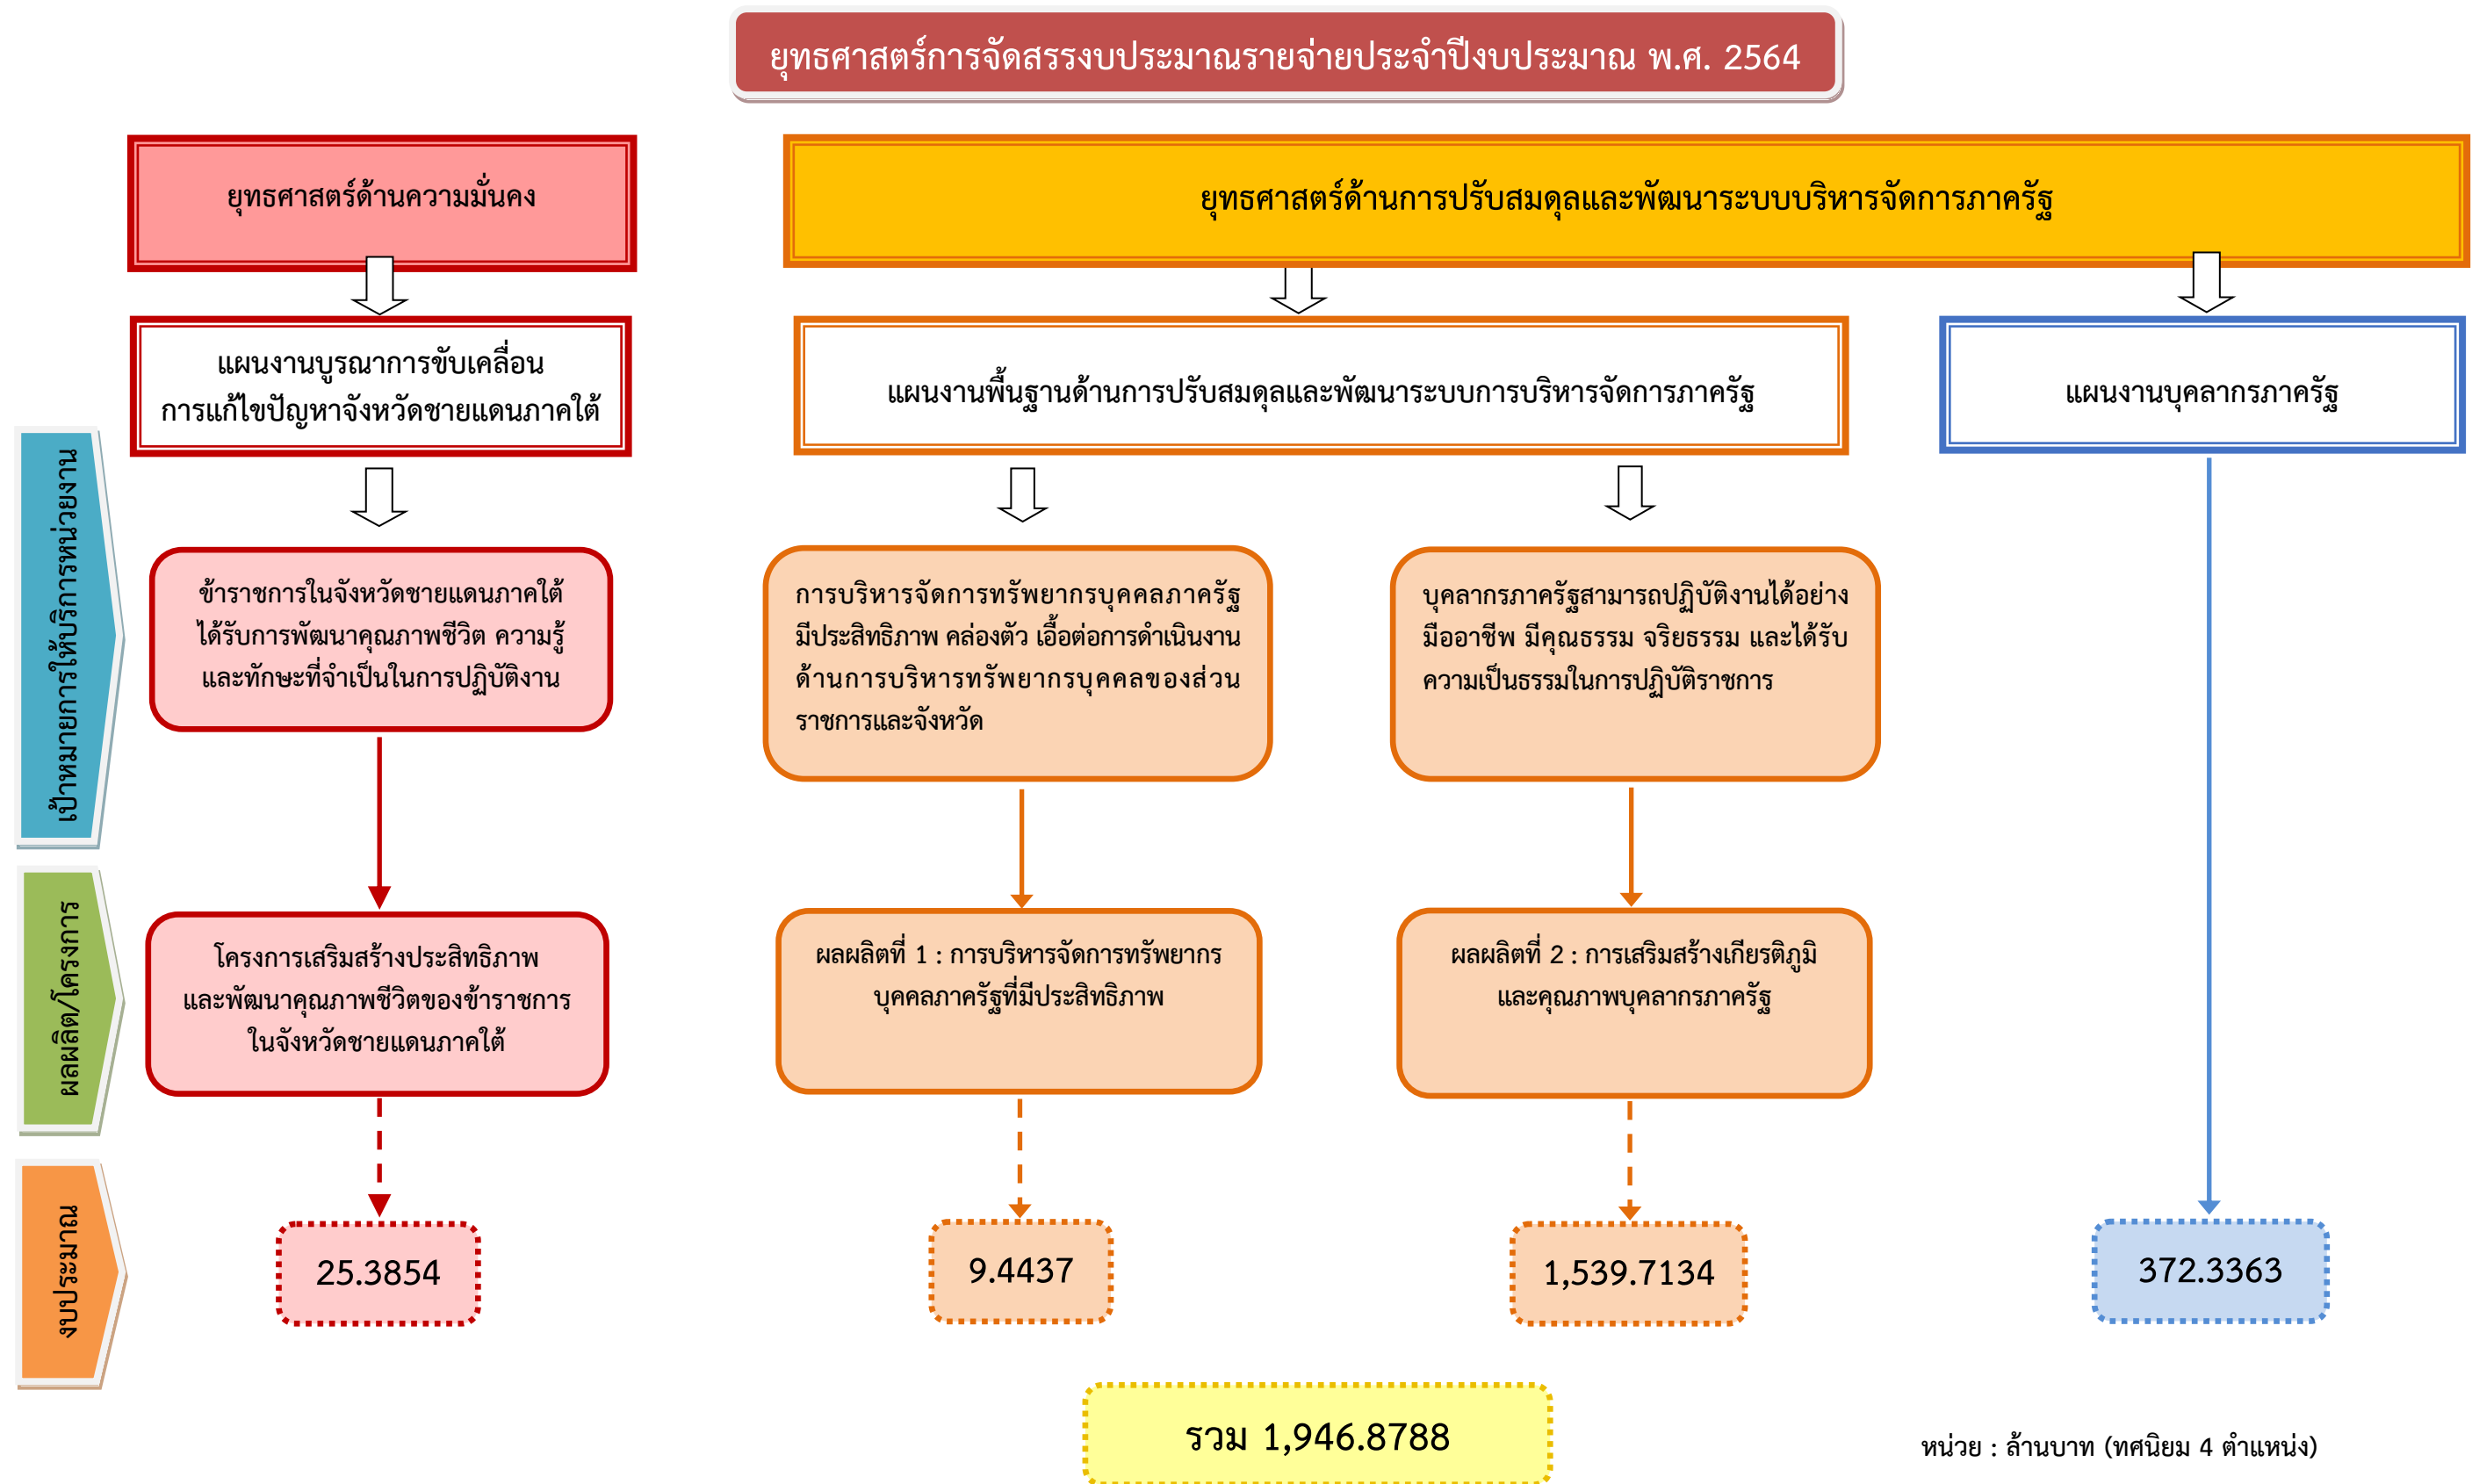 ยุทธศาสตร์การจัดสรรงบประมาณรายจ่ายประจำปีงบประมาณ พ.ศ. 2564
ยุทธศาสตร์ด้านความมั่นคง
ยุทธศาสตร์ด้านการปรับสมดุลและพัฒนาระบบบริหารจัดการภาครัฐ
แผนงานบูรณาการขับเคลื่อน
การแก้ไขปัญหาจังหวัดชายแดนภาคใต้
แผนงานพื้นฐานด้านการปรับสมดุลและพัฒนาระบบการบริหารจัดการภาครัฐ
แผนงานบุคลากรภาครัฐ
เป้าหมายการให้บริการหน่วยงาน
ข้าราชการในจังหวัดชายแดนภาคใต้
ได้รับการพัฒนาคุณภาพชีวิต ความรู้
และทักษะที่จำเป็นในการปฏิบัติงาน
การบริหารจัดการทรัพยากรบุคคลภาครัฐ
มีประสิทธิภาพ คล่องตัว เอื้อต่อการดำเนินงาน
ด้านการบริหารทรัพยากรบุคคลของส่วน
ราชการและจังหวัด
บุคลากรภาครัฐสามารถปฏิบัติงานได้อย่าง
มืออาชีพ มีคุณธรรม จริยธรรม และได้รับ
ความเป็นธรรมในการปฏิบัติราชการ
ผลผลิต/โครงการ
โครงการเสริมสร้างประสิทธิภาพ
และพัฒนาคุณภาพชีวิตของข้าราชการ
ในจังหวัดชายแดนภาคใต้
ผลผลิตที่ 1 : การบริหารจัดการทรัพยากร
บุคคลภาครัฐที่มีประสิทธิภาพ
ผลผลิตที่ 2 : การเสริมสร้างเกียรติภูมิ
และคุณภาพบุคลากรภาครัฐ
งบประมาณ
25.3854
9.4437
1,539.7134
372.3363
รวม 1,946.8788
หน่วย : ล้านบาท (ทศนิยม 4 ตำแหน่ง)